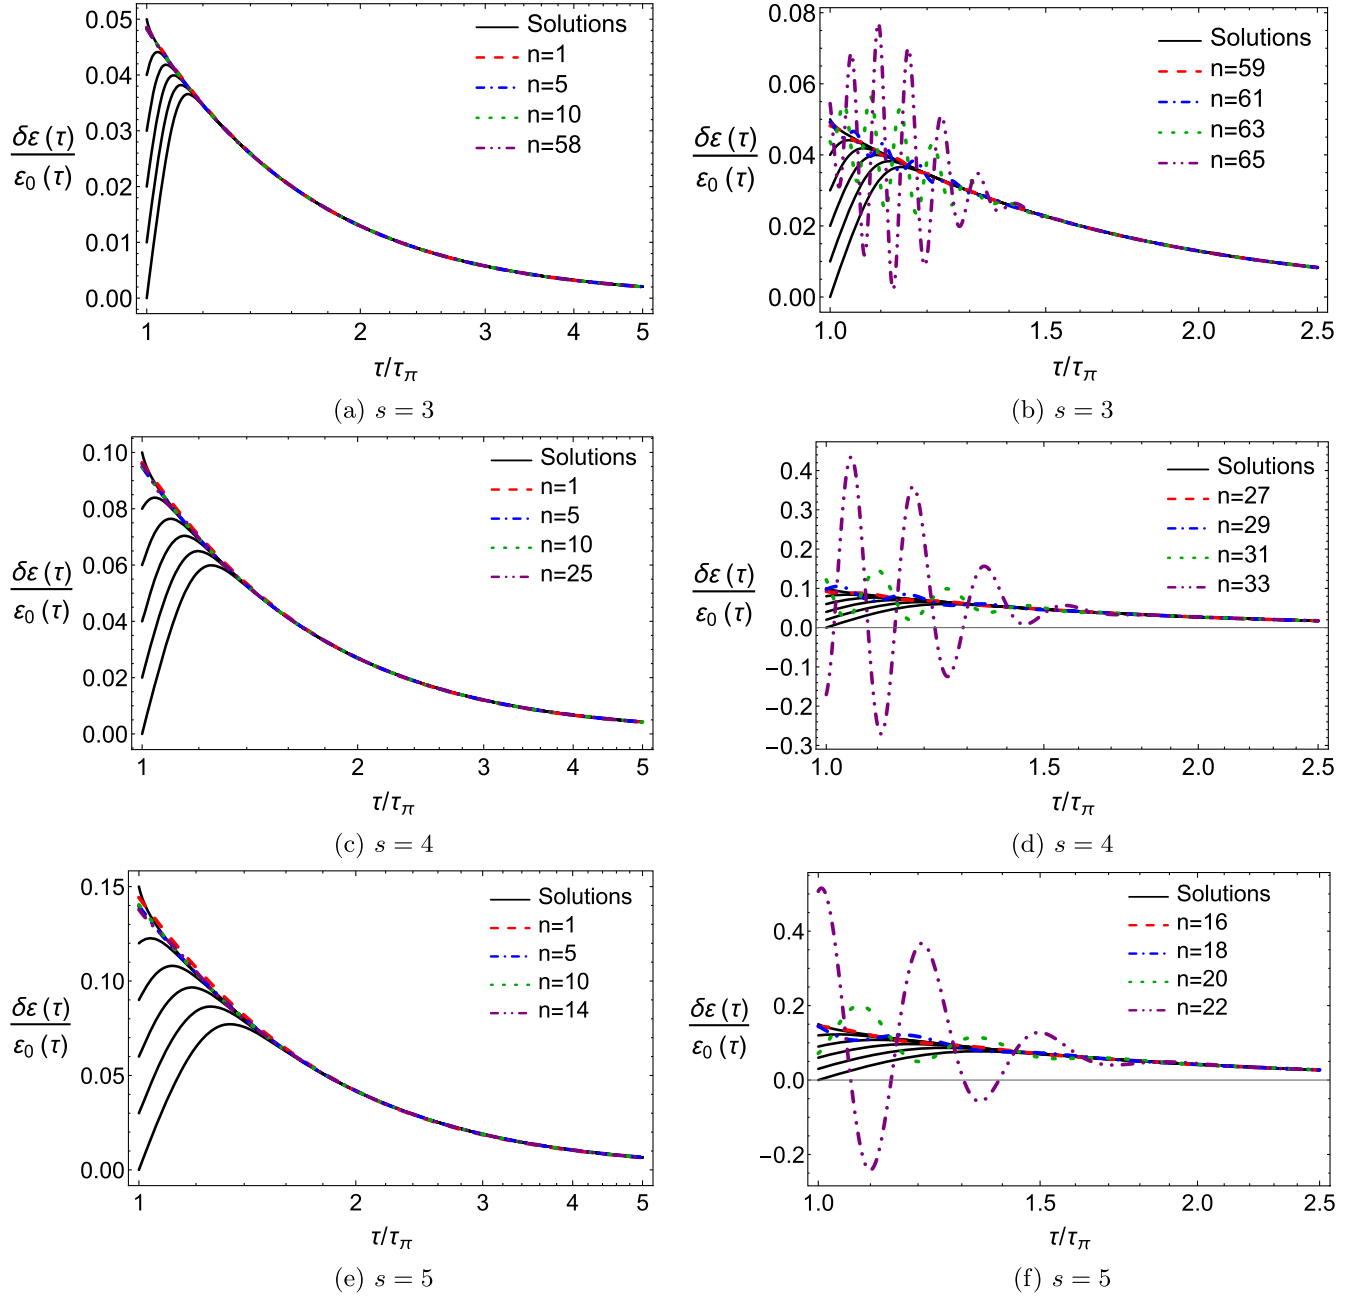 0.05
0.04
0.03
0.02
0.01
0.00
δε(τ)
ε₀(τ)
Solutions
n=1
n=5
n=10
n=58
1 2 3 4 5
τ/τ_π
(a) s = 3
0.08
0.06
0.04
0.02
0.00
δε(τ)
ε₀(τ)
Solutions
n=59
n=61
n=63
n=65
1.0 1.5 2.0 2.5
τ/τ_π
(b) s = 3
0.10
0.08
0.06
0.04
0.02
0.00
δε(τ)
ε₀(τ)
Solutions
n=1
n=5
n=10
n=25
1 2 3 4 5
τ/τ_π
(c) s = 4
0.4
0.3
0.2
0.1
0.0
−0.1
−0.2
−0.3
δε(τ)
ε₀(τ)
Solutions
n=27
n=29
n=31
n=33
1.0 1.5 2.0 2.5
τ/τ_π
(d) s = 4
0.15
0.10
0.05
0.00
δε(τ)
ε₀(τ)
Solutions
n=1
n=5
n=10
n=14
1 2 3 4 5
τ/τ_π
(e) s = 5
0.4
0.2
0.0
−0.2
δε(τ)
ε₀(τ)
Solutions
n=16
n=18
n=20
n=22
1.0 1.5 2.0 2.5
τ/τ_π
(f) s = 5